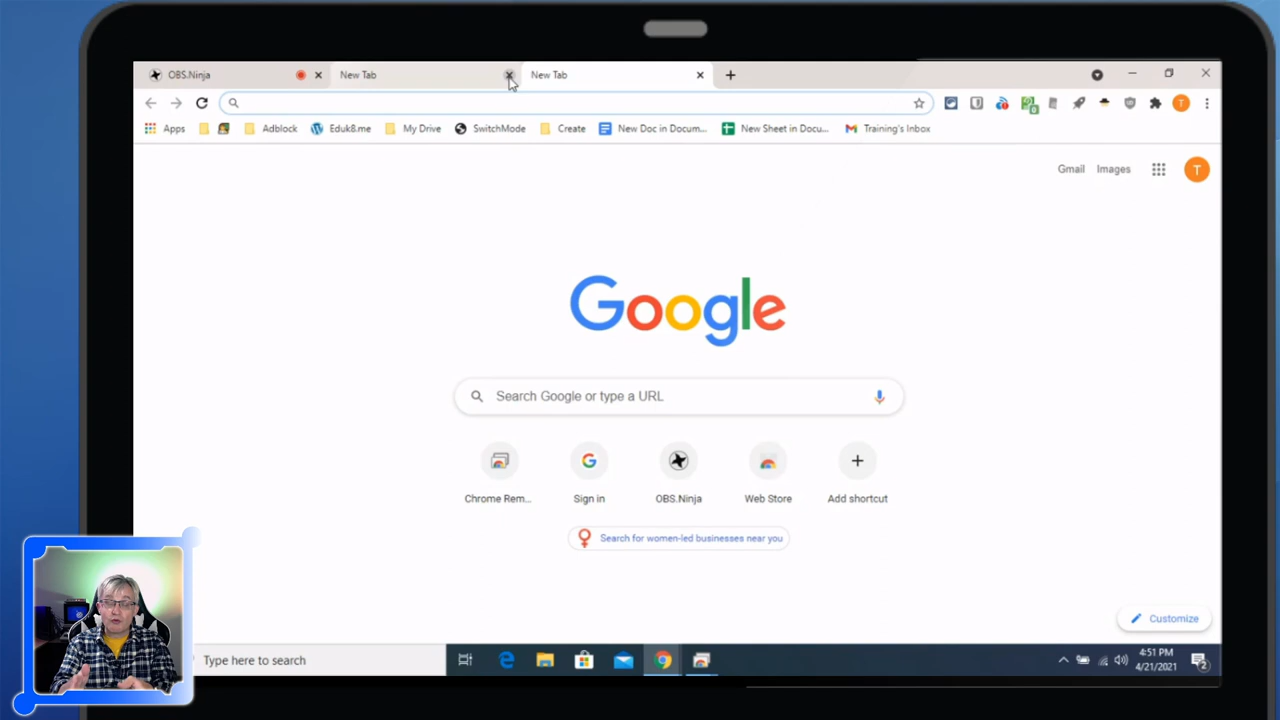 OBS.Ninja
New Tab
New Tab
Apps
Adblock
Eduk8.me
My Drive
SwitchMode
Create
New Doc in Docum...
New Sheet in Docu...
Training's Inbox
T
0
Gmail
Images
T
Google
Search Google or type a URL
Chrome Rem...
Sign in
OBS.Ninja
Web Store
Add shortcut
Search for women-led businesses near you
Customize
Type here to search
4:51 PM
4/21/2021
2